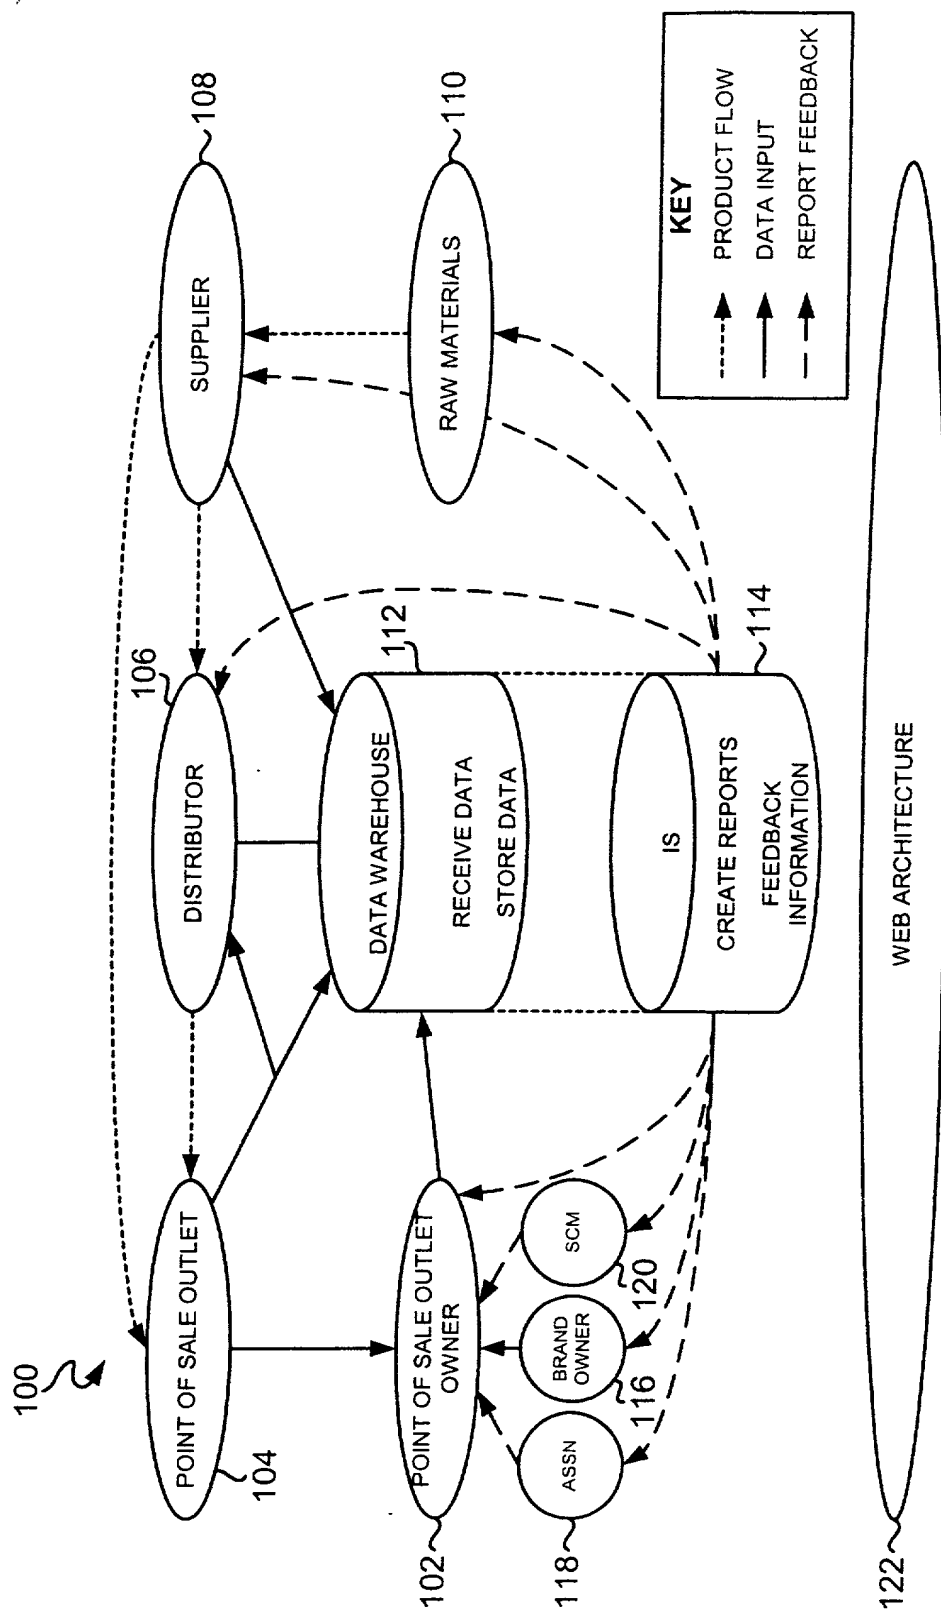 100
POINT OF SALE OUTLET
104
DISTRIBUTOR
106
SUPPLIER
108
POINT OF SALE OUTLET
OWNER
102
DATA WAREHOUSE
112
RECEIVE DATA
STORE DATA
RAW MATERIALS
110
ASSN
118
BRAND
OWNER
116
SCM
120
IS
114
CREATE REPORTS
FEEDBACK
INFORMATION
KEY
PRODUCT FLOW
DATA INPUT
REPORT FEEDBACK
WEB ARCHITECTURE
122